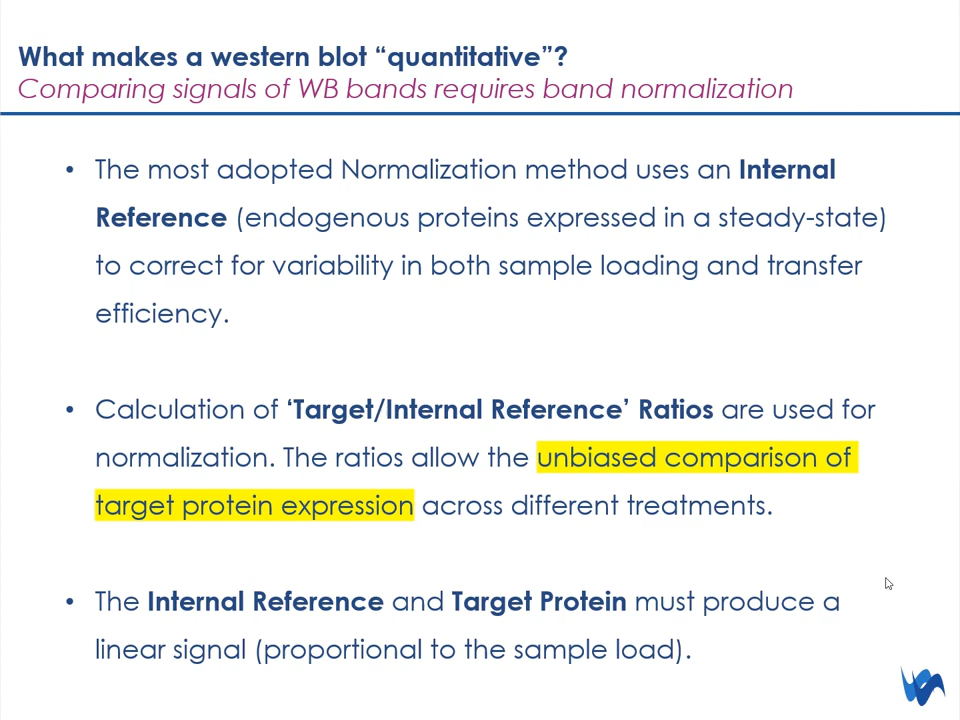 What makes a western blot “quantitative”?
Comparing signals of WB bands requires band normalization
• The most adopted Normalization method uses an Internal
Reference (endogenous proteins expressed in a steady-state)
to correct for variability in both sample loading and transfer
efficiency.
• Calculation of ‘Target/Internal Reference’ Ratios are used for
normalization. The ratios allow the unbiased comparison of
target protein expression across different treatments.
• The Internal Reference and Target Protein must produce a
linear signal (proportional to the sample load).